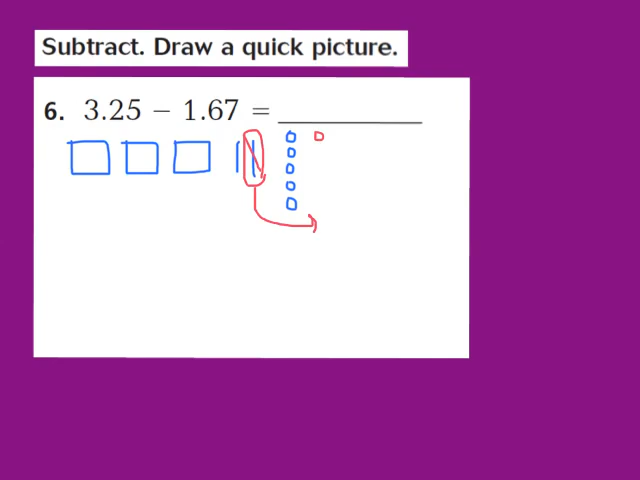 Subtract. Draw a quick picture.
6. 3.25 − 1.67 = ________